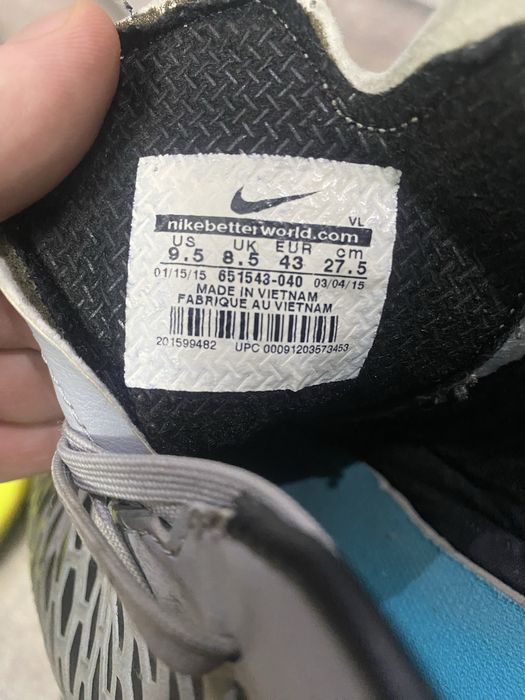 VL
nikebetterworld.com
US UK EUR cm
9.5 8.5 43 27.5
01/15/15 651543-040 03/04/15
MADE IN VIETNAM
FABRIQUE AU VIETNAM
201599482 UPC 00091203573453